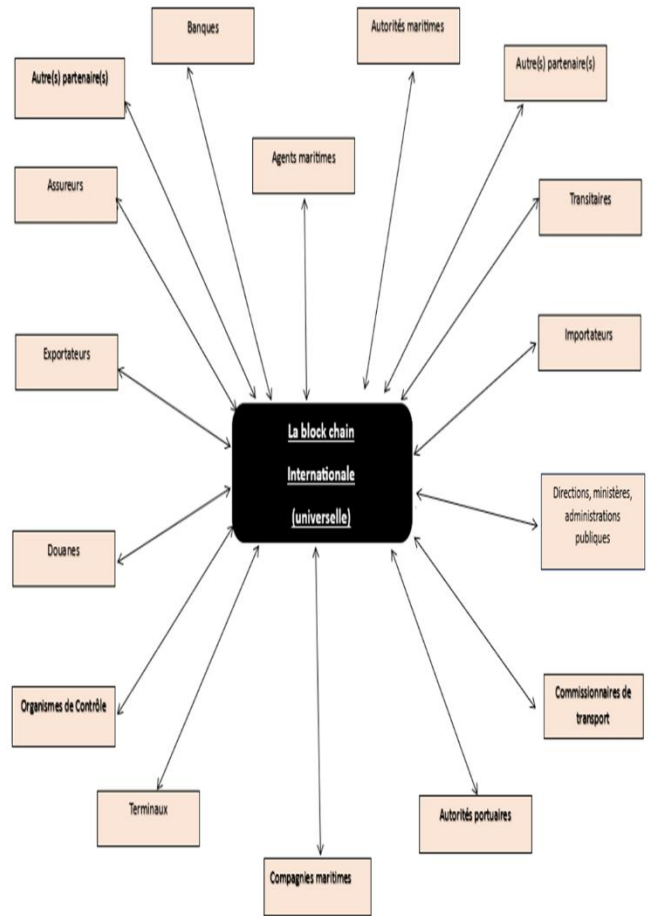 Banques
Autorités maritimes
Autre(s) partenaire(s)
Autre(s) partenaire(s)
Agents maritimes
Assureurs
Transitaires
Exportateurs
Importateurs
La block chain
Internationale
(universelle)
Directions, ministères,
administrations
publiques
Douanes
Organismes de Contrôle
Commissionnaires de
transport
Terminaux
Autorités portuaires
Compagnies maritimes